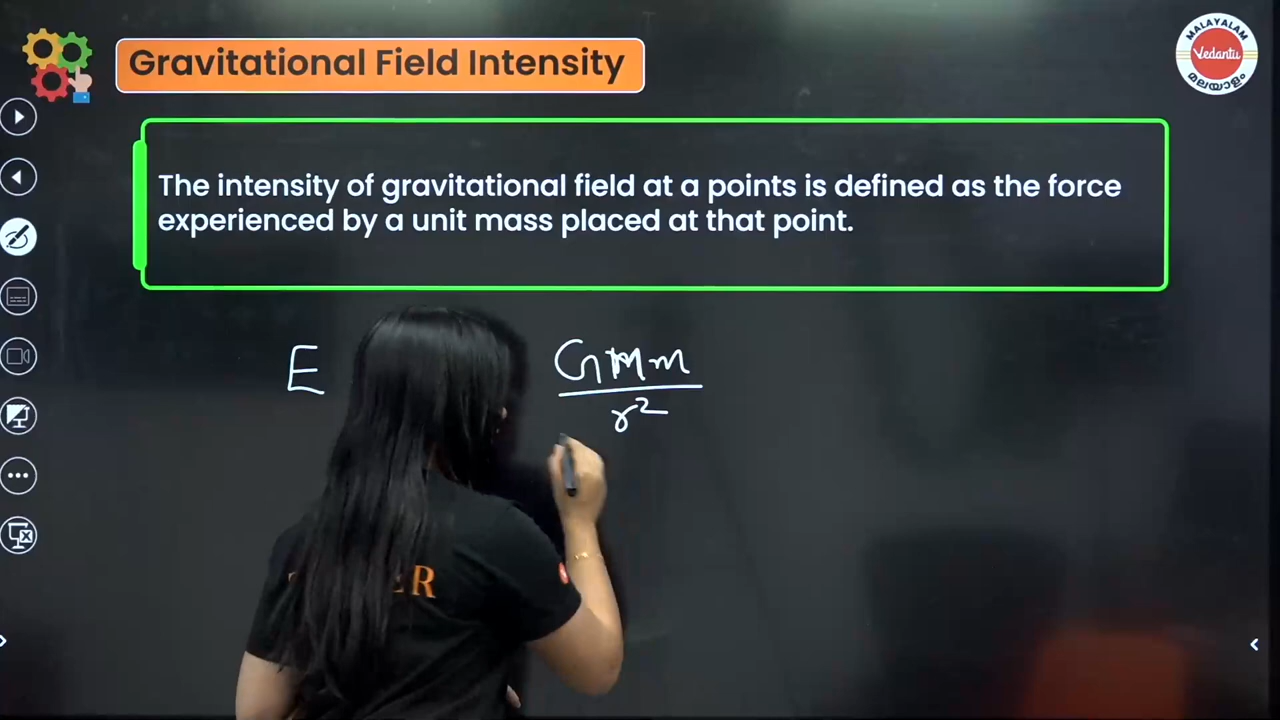 Gravitational Field Intensity
MALAYALAM
Vedantu
മലയാളം
The intensity of gravitational field at a points is defined as the force
experienced by a unit mass placed at that point.
E
GMm
r²
ER